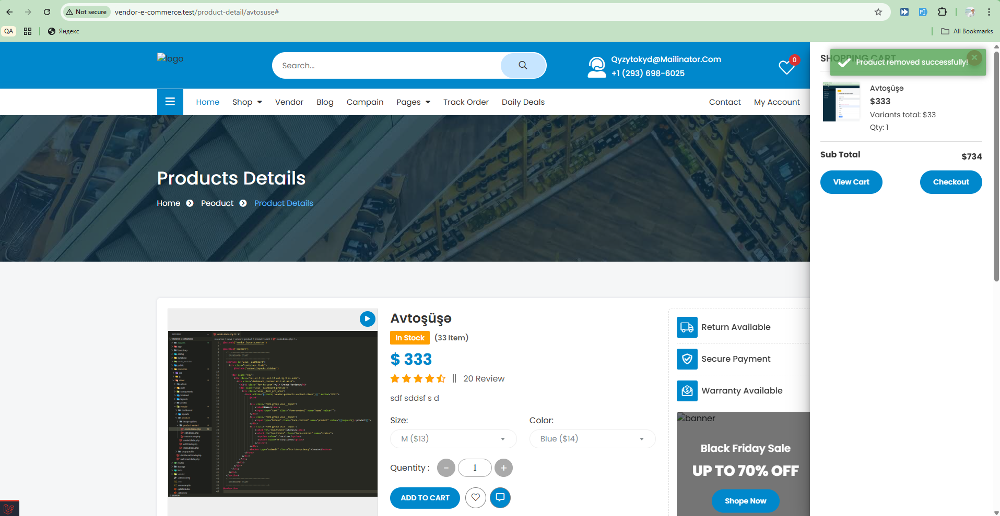 Not secure
vendor-e-commerce.test/product-detail/avtosuse#
QA
Яндекс
All Bookmarks
logo
Search...
Qyzytokyd@Mailinator.Com
+1 (293) 698-6025
0
SHOPPING CART
Product removed successfully!
Home
Shop
Vendor
Blog
Campain
Pages
Track Order
Daily Deals
Contact
My Account
Avtoşüşə
$333
Variants total: $33
Qty: 1
Sub Total
$734
View Cart
Checkout
Products Details
Home
Peoduct
Product Details
Avtoşüşə
In Stock
(33 Item)
$ 333
20 Review
sdf sddsf s d
Size:
Color:
M ($13)
Blue ($14)
Quentity :
1
ADD TO CART
Return Available
Secure Payment
Warranty Available
banner
Black Friday Sale
UP TO 70% OFF
Shope Now